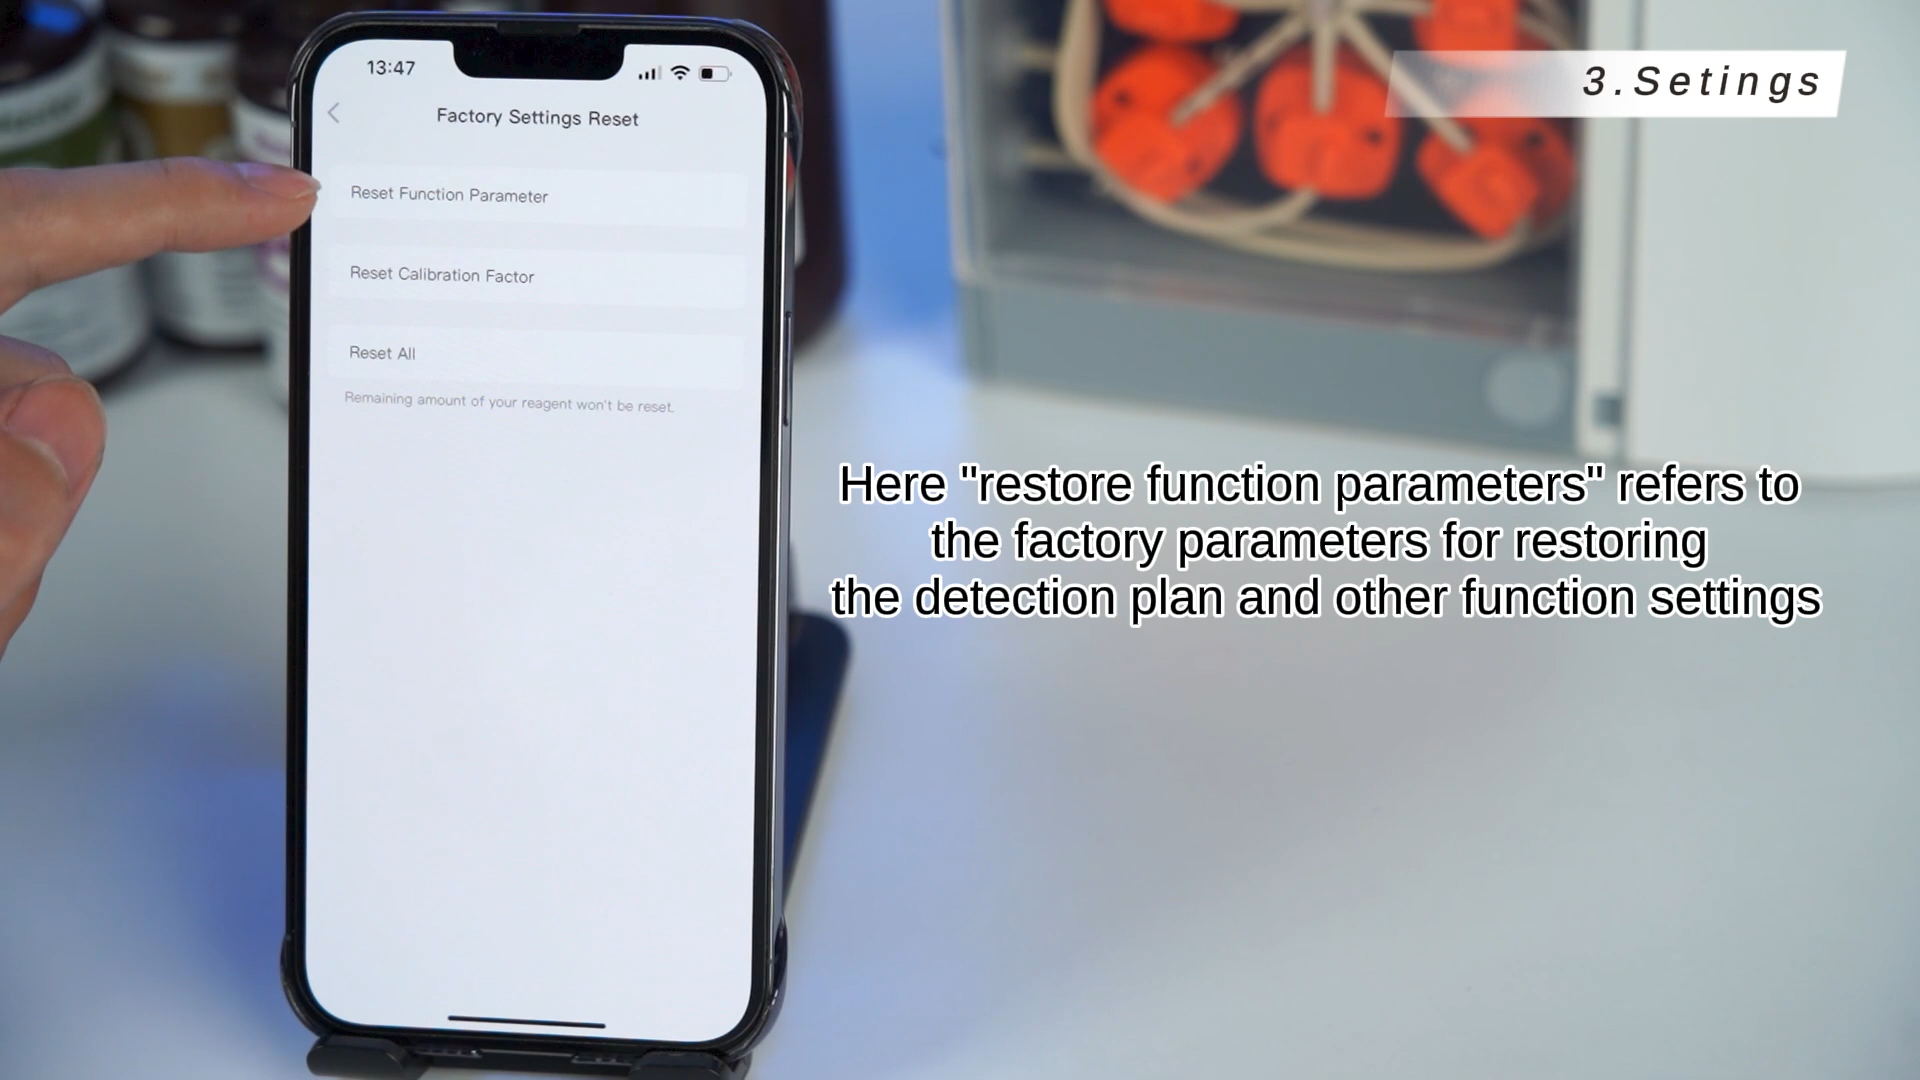 13:47
Factory Settings Reset
Reset Function Parameter
Reset Calibration Factor
Reset All
Remaining amount of your reagent won't be reset.
3.Setings
Here "restore function parameters" refers to
the factory parameters for restoring
the detection plan and other function settings